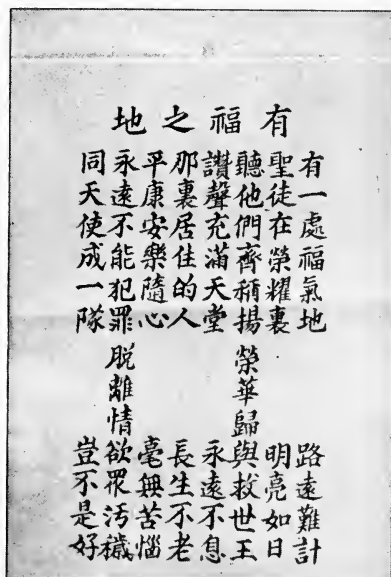 有福之地
有一處福氣地 路遠難計
聖徒在榮耀裏 明亮如日
聽他們齊稱揚 榮華歸與救世王
讚聲充滿天堂 永遠不息
那裏居住的人 長生不老
平康安樂隨心 毫無苦惱
永遠不能犯罪 脫離情欲眾污穢
同天使成一隊 豈不是好